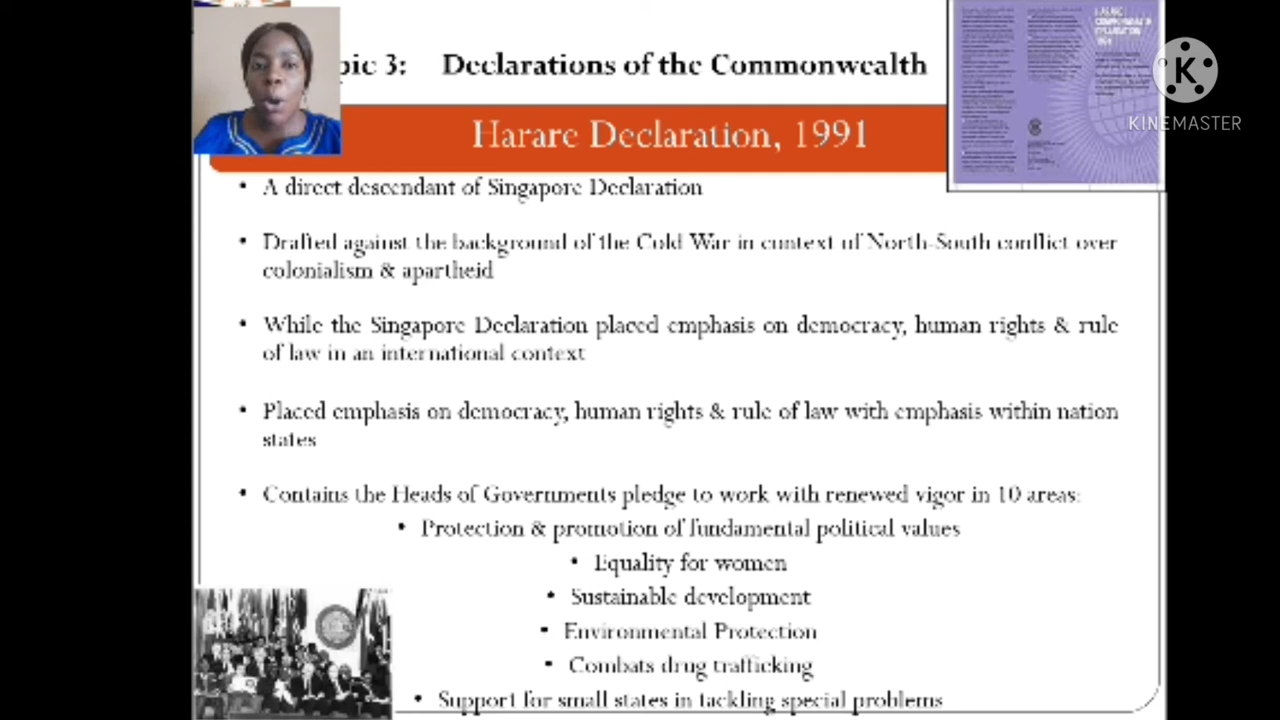 pic 3: Declarations of the Commonwealth
HARARE
COMMONWEALTH
DECLARATION
1991
K
KINEMASTER
Harare Declaration, 1991
• A direct descendant of Singapore Declaration
• Drafted against the background of the Cold War in context of North-South conflict over
colonialism & apartheid
• While the Singapore Declaration placed emphasis on democracy, human rights & rule
of law in an international context
• Placed emphasis on democracy, human rights & rule of law with emphasis within nation
states
• Contains the Heads of Governments pledge to work with renewed vigor in 10 areas:
• Protection & promotion of fundamental political values
• Equality for women
• Sustainable development
• Environmental Protection
• Combats drug trafficking
• Support for small states in tackling special problems